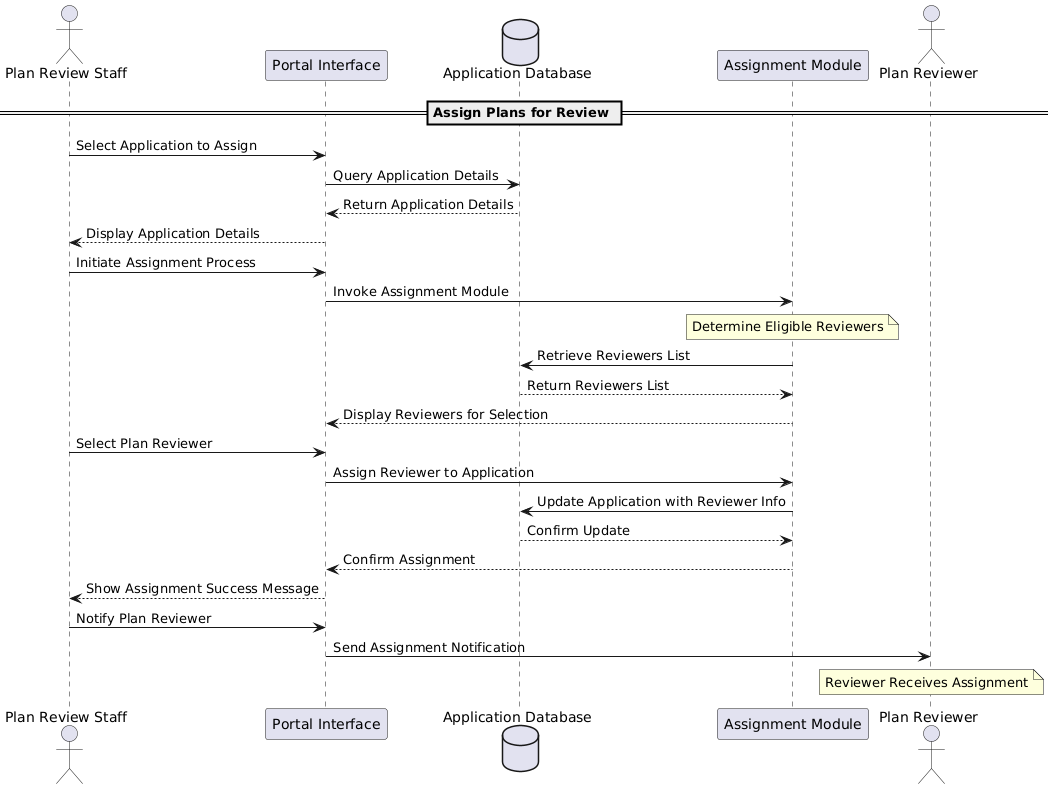 Plan Review Staff
Portal Interface
Application Database
Assignment Module
Plan Reviewer
Assign Plans for Review
Select Application to Assign
Query Application Details
Return Application Details
Display Application Details
Initiate Assignment Process
Invoke Assignment Module
Determine Eligible Reviewers
Retrieve Reviewers List
Return Reviewers List
Display Reviewers for Selection
Select Plan Reviewer
Assign Reviewer to Application
Update Application with Reviewer Info
Confirm Update
Confirm Assignment
Show Assignment Success Message
Notify Plan Reviewer
Send Assignment Notification
Reviewer Receives Assignment
Plan Review Staff
Portal Interface
Application Database
Assignment Module
Plan Reviewer